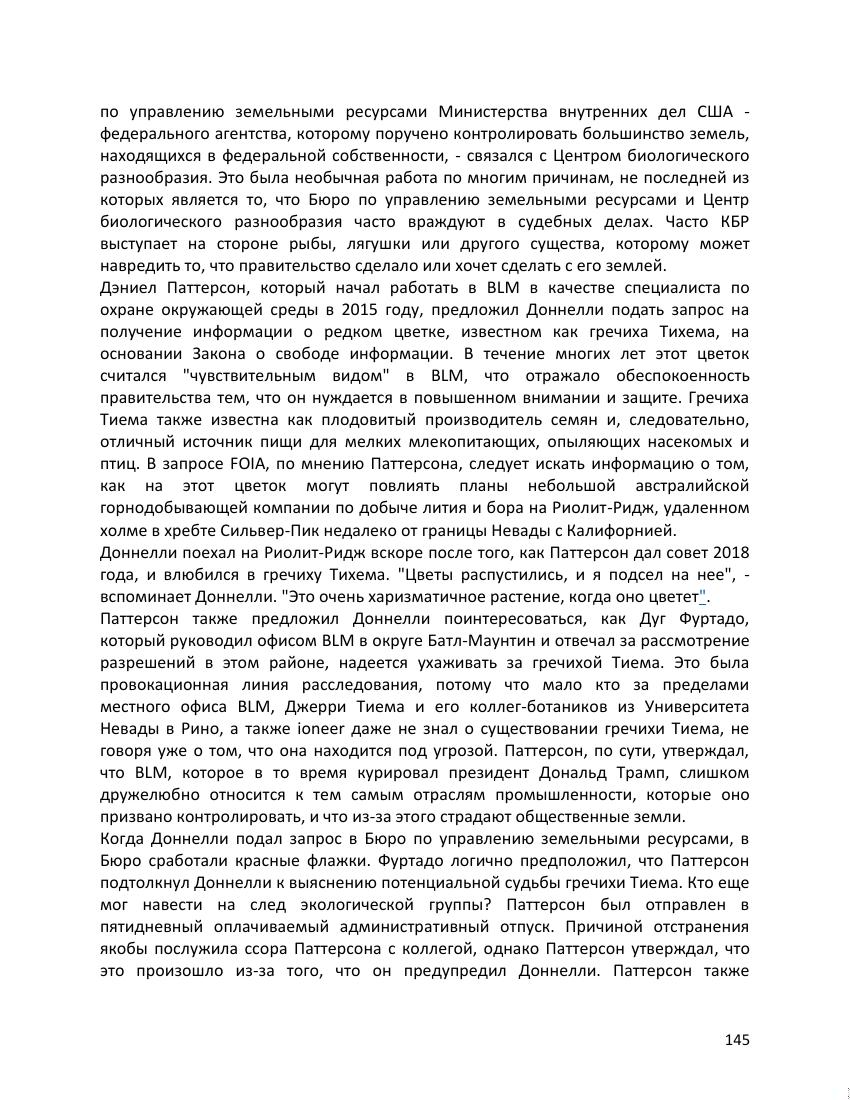 по управлению земельными ресурсами Министерства внутренних дел США -
федерального агентства, которому поручено контролировать большинство земель,
находящихся в федеральной собственности, - связался с Центром биологического
разнообразия. Это была необычная работа по многим причинам, не последней из
которых является то, что Бюро по управлению земельными ресурсами и Центр
биологического разнообразия часто враждуют в судебных делах. Часто КБР
выступает на стороне рыбы, лягушки или другого существа, которому может
навредить то, что правительство сделало или хочет сделать с его землей.
Дэниел Паттерсон, который начал работать в BLM в качестве специалиста по
охране окружающей среды в 2015 году, предложил Доннелли подать запрос на
получение информации о редком цветке, известном как гречиха Тихема, на
основании Закона о свободе информации. В течение многих лет этот цветок
считался "чувствительным видом" в BLM, что отражало обеспокоенность
правительства тем, что он нуждается в повышенном внимании и защите. Гречиха
Тиема также известна как плодовитый производитель семян и, следовательно,
отличный источник пищи для мелких млекопитающих, опыляющих насекомых и
птиц. В запросе FOIA, по мнению Паттерсона, следует искать информацию о том,
как на этот цветок могут повлиять планы небольшой австралийской
горнодобывающей компании по добыче лития и бора на Риолит-Ридж, удаленном
холме в хребте Сильвер-Пик недалеко от границы Невады с Калифорнией.
Доннелли поехал на Риолит-Ридж вскоре после того, как Паттерсон дал совет 2018
года, и влюбился в гречиху Тихема. "Цветы распустились, и я подсел на нее", -
вспоминает Доннелли. "Это очень харизматичное растение, когда оно цветет".
Паттерсон также предложил Доннелли поинтересоваться, как Дуг Фуртадо,
который руководил офисом BLM в округе Батл-Маунтин и отвечал за рассмотрение
разрешений в этом районе, надеется ухаживать за гречихой Тиема. Это была
провокационная линия расследования, потому что мало кто за пределами
местного офиса BLM, Джерри Тиема и его коллег-ботаников из Университета
Невады в Рино, а также ioneer даже не знал о существовании гречихи Тиема, не
говоря уже о том, что она находится под угрозой. Паттерсон, по сути, утверждал,
что BLM, которое в то время курировал президент Дональд Трамп, слишком
дружелюбно относится к тем самым отраслям промышленности, которые оно
призвано контролировать, и что из-за этого страдают общественные земли.
Когда Доннелли подал запрос в Бюро по управлению земельными ресурсами, в
Бюро сработали красные флажки. Фуртадо логично предположил, что Паттерсон
подтолкнул Доннелли к выяснению потенциальной судьбы гречихи Тиема. Кто еще
мог навести на след экологической группы? Паттерсон был отправлен в
пятидневный оплачиваемый административный отпуск. Причиной отстранения
якобы послужила ссора Паттерсона с коллегой, однако Паттерсон утверждал, что
это произошло из-за того, что он предупредил Доннелли. Паттерсон также
145